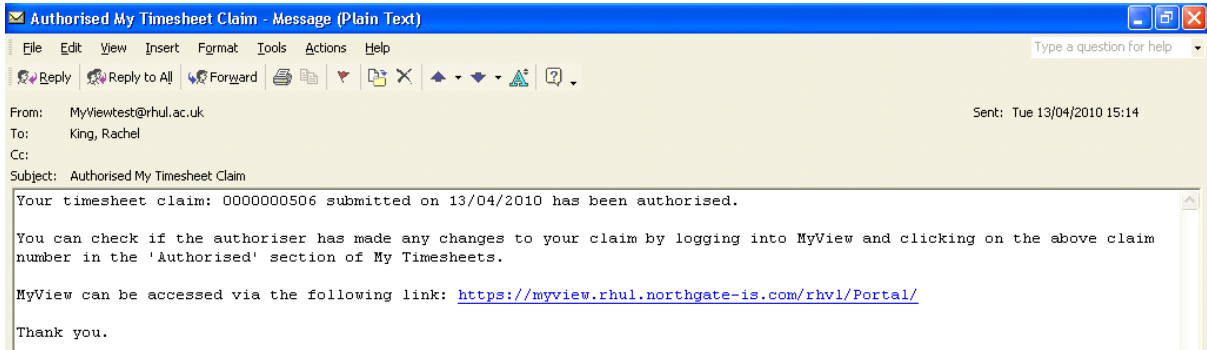 Authorised My Timesheet Claim - Message (Plain Text)
File Edit View Insert Format Tools Actions Help Type a question for help
Reply Reply to All Forward
From: MyViewtest@rhul.ac.uk Sent: Tue 13/04/2010 15:14
To: King, Rachel
Cc:
Subject: Authorised My Timesheet Claim
Your timesheet claim: 0000000506 submitted on 13/04/2010 has been authorised.
You can check if the authoriser has made any changes to your claim by logging into MyView and clicking on the above claim
number in the 'Authorised' section of My Timesheets.
MyView can be accessed via the following link: https://myview.rhul.northgate-is.com/rhvl/Portal/
Thank you.